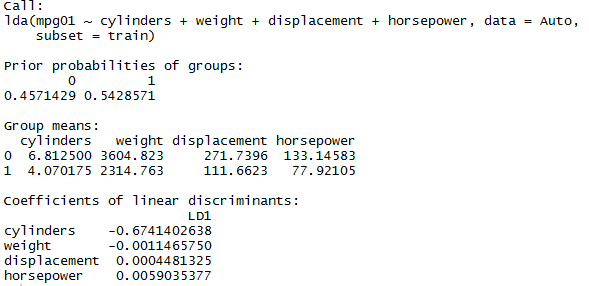 Call:
lda(mpg01 ~ cylinders + weight + displacement + horsepower, data = Auto,
    subset = train)
Prior probabilities of groups:
        0         1
0.4571429 0.5428571
Group means:
  cylinders   weight displacement horsepower
0  6.812500 3604.823     271.7396  133.14583
1  4.070175 2314.763     111.6623   77.92105
Coefficients of linear discriminants:
                       LD1
cylinders    -0.6741402638
weight       -0.0011465750
displacement  0.0004481325
horsepower    0.0059035377